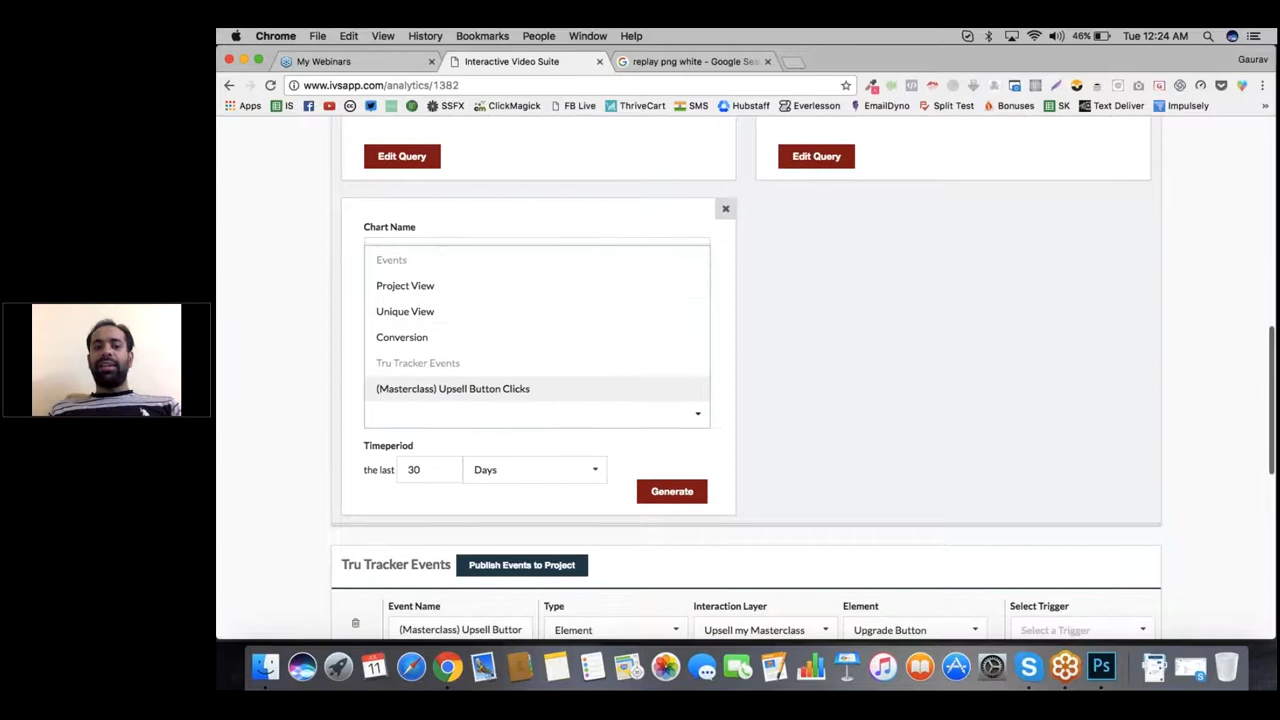 Chrome File Edit View History Bookmarks People Window Help 46% Tue 12:24 AM
My Webinars Interactive Video Suite replay png white - Google Sea Gaurav
www.ivsapp.com/analytics/1382
Apps IS SSFX ClickMagick FB Live ThriveCart SMS Hubstaff Everlesson EmailDyno Split Test Bonuses SK Text Deliver Impulsely
Edit Query Edit Query
Chart Name
Events
Project View
Unique View
Conversion
Tru Tracker Events
(Masterclass) Upsell Button Clicks
Timeperiod
the last 30 Days
Generate
Tru Tracker Events Publish Events to Project
Event Name Type Interaction Layer Element Select Trigger
(Masterclass) Upsell Buttor Element Upsell my Masterclass Upgrade Button Select a Trigger
11 Ps